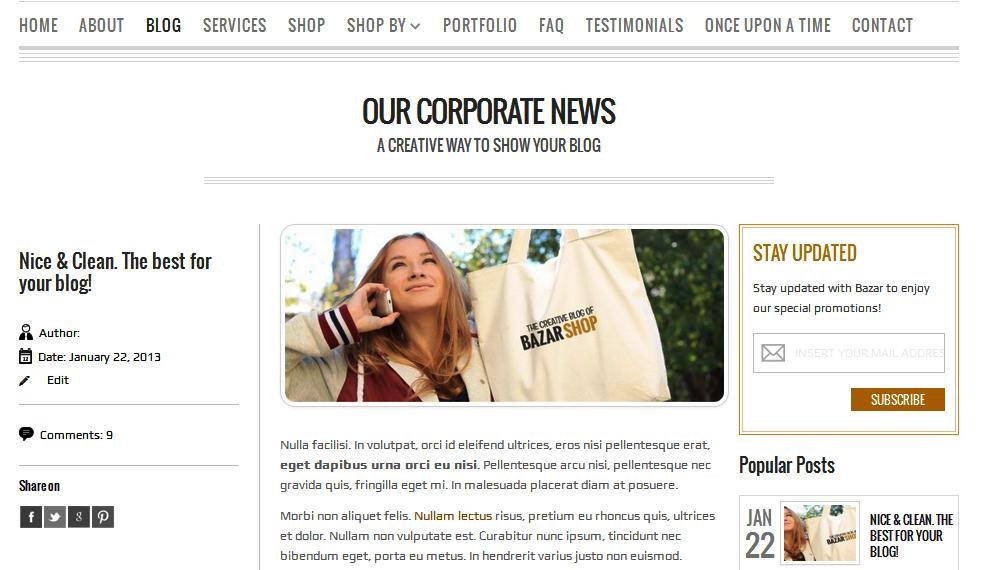 HOME ABOUT BLOG SERVICES SHOP SHOP BY PORTFOLIO FAQ TESTIMONIALS ONCE UPON A TIME CONTACT
OUR CORPORATE NEWS
A CREATIVE WAY TO SHOW YOUR BLOG
Nice & Clean. The best for
your blog!
Author:
Date: January 22, 2013
Edit
Comments: 9
Share on
THE CREATIVE BLOG OF
BAZAR SHOP
Nulla facilisi. In volutpat, orci id eleifend ultrices, eros nisi pellentesque erat,
eget dapibus urna orci eu nisi. Pellentesque arcu nisi, pellentesque nec
gravida quis, fringilla eget mi. In malesuada placerat diam at posuere.
Morbi non aliquet felis. Nullam lectus risus, pretium eu rhoncus quis, ultrices
et dolor. Nullam non vulputate est. Curabitur nunc ipsum, tincidunt nec
bibendum eget, porta eu metus. In hendrerit varius justo non euismod.
STAY UPDATED
Stay updated with Bazar to enjoy
our special promotions!
INSERT YOUR MAIL ADDRES
SUBSCRIBE
Popular Posts
JAN
22
BAZAR SHOP
NICE & CLEAN. THE
BEST FOR YOUR
BLOG!